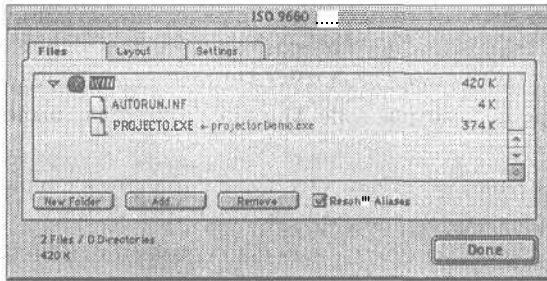 ISO 9660 .....
Files Layout Settings
WIN 420 K
AUTORUN.INF 4 K
PROJECTO.EXE ← projectorDemo.exe 374 K
New Folder Add... Remove Aliases
2 Files / 0 Directories
420 K Done